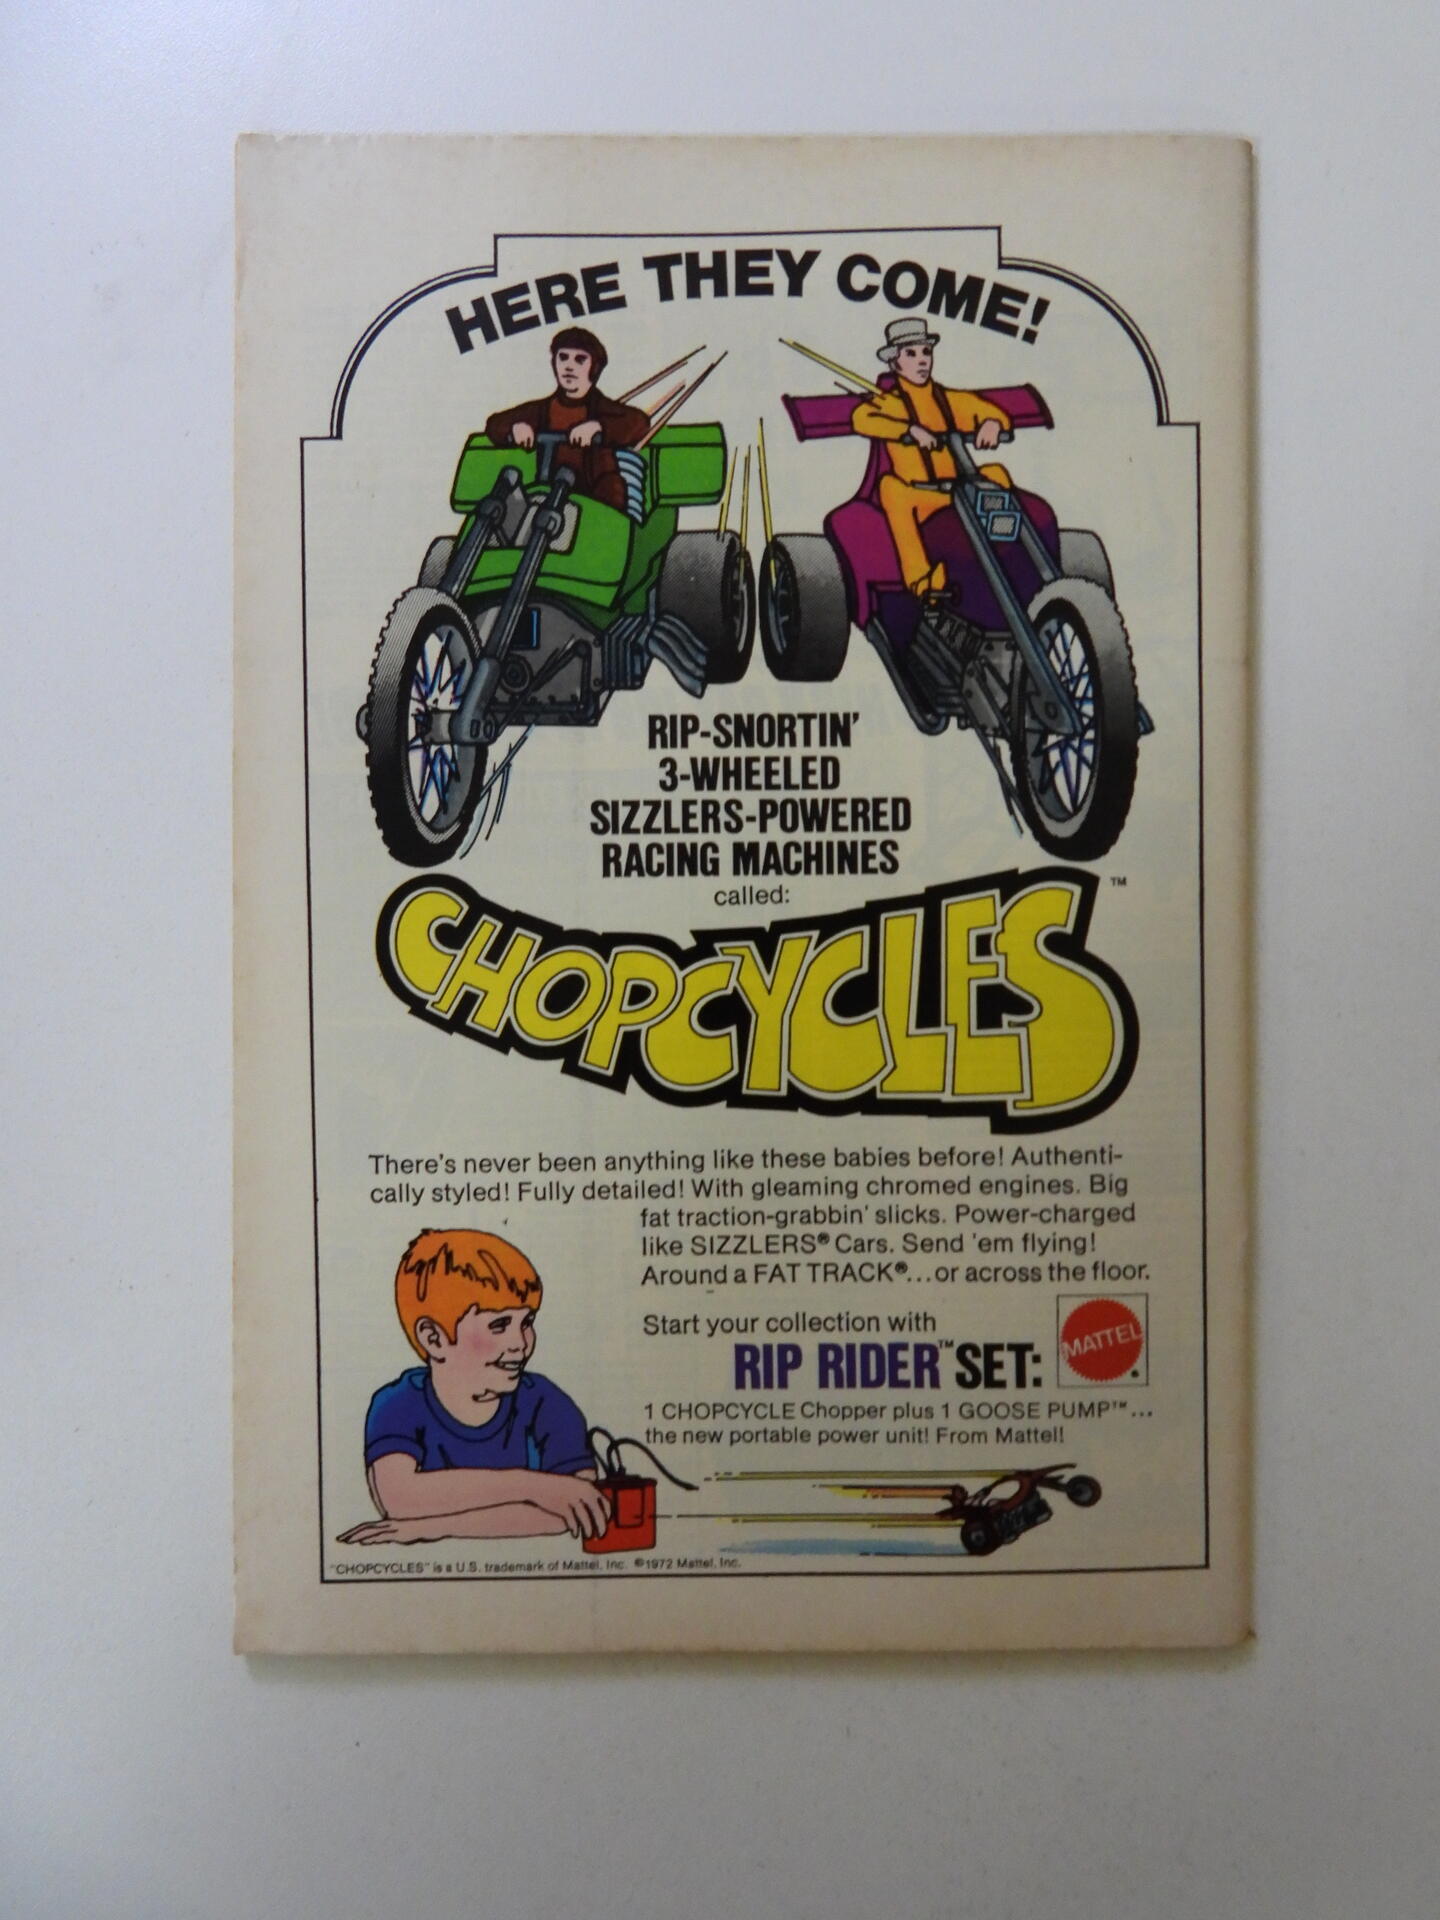 HERE THEY COME!
RIP-SNORTIN'
3-WHEELED
SIZZLERS-POWERED
RACING MACHINES
called:
CHOPCYCLES™
There's never been anything like these babies before! Authenti-
cally styled! Fully detailed! With gleaming chromed engines. Big
fat traction-grabbin' slicks. Power-charged
like SIZZLERS® Cars. Send 'em flying!
Around a FAT TRACK®...or across the floor.
Start your collection with
RIP RIDER™ SET:
MATTEL
1 CHOPCYCLE Chopper plus 1 GOOSE PUMP™...
the new portable power unit! From Mattel!
"CHOPCYCLES" is a U.S. trademark of Mattel, Inc. ©1972 Mattel, Inc.